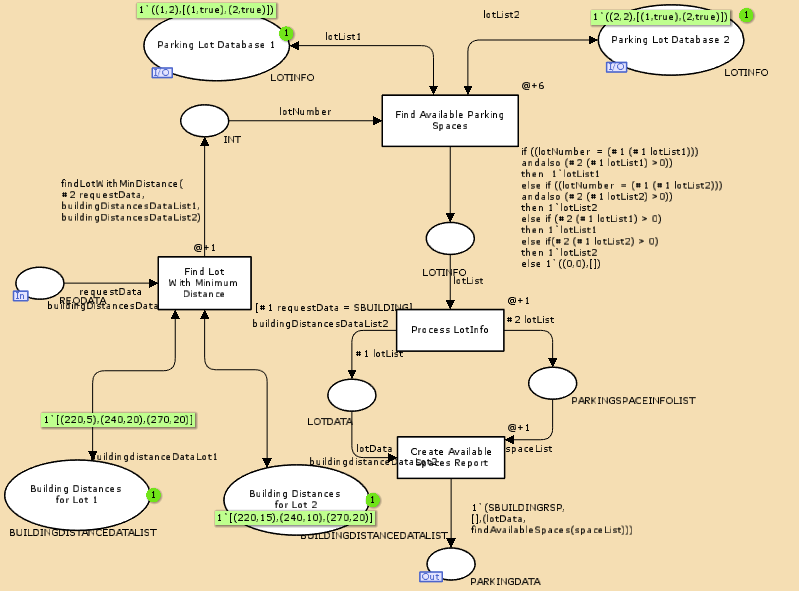 1`((1,2),[(1,true),(2,true)])
1
Parking Lot Database 1
I/O
LOTINFO
lotList1
lotList2
1`((2,2),[(1,true),(2,true)])
1
Parking Lot Database 2
I/O
LOTINFO
@+6
INT
lotNumber
Find Available Parking
Spaces
if ((lotNumber = (#1 (#1 lotList1)))
andalso (#2 (#1 lotList1) >0))
then 1`lotList1
else if ((lotNumber = (#1 (#1 lotList2)))
andalso (#2 (#1 lotList2) >0))
then 1`lotList2
else if (#2 (#1 lotList1) > 0)
then 1`lotList1
else if(#2 (#1 lotList2) > 0)
then 1`lotList2
else 1`((0,0),[])
findLotWithMinDistance(
#2 requestData,
buildingDistancesDataList1,
buildingDistancesDataList2)
@+1
Find Lot
With Minimum
Distance
In
REQDATA
requestData
buildingDistancesData
[#1 requestData = SBUILDING]
buildingDistancesDataList2
LOTINFO
lotList
@+1
Process LotInfo
#1 lotList
#2 lotList
LOTDATA
PARKINGSPACEINFOLIST
lotData
@+1
spaceList
Create Available
Spaces Report
1`[(220,5),(240,20),(270,20)]
buildingdistanceDataLot1
buildingdistanceDataLot2
Building Distances
for Lot 1
1
BUILDINGDISTANCEDATALIST
Building Distances
for Lot 2
1
1`[(220,15),(240,10),(270,20)]
BUILDINGDISTANCEDATALIST
1`(SBUILDINGRSP,
[],(lotData,
findAvailableSpaces(spaceList)))
Out
PARKINGDATA